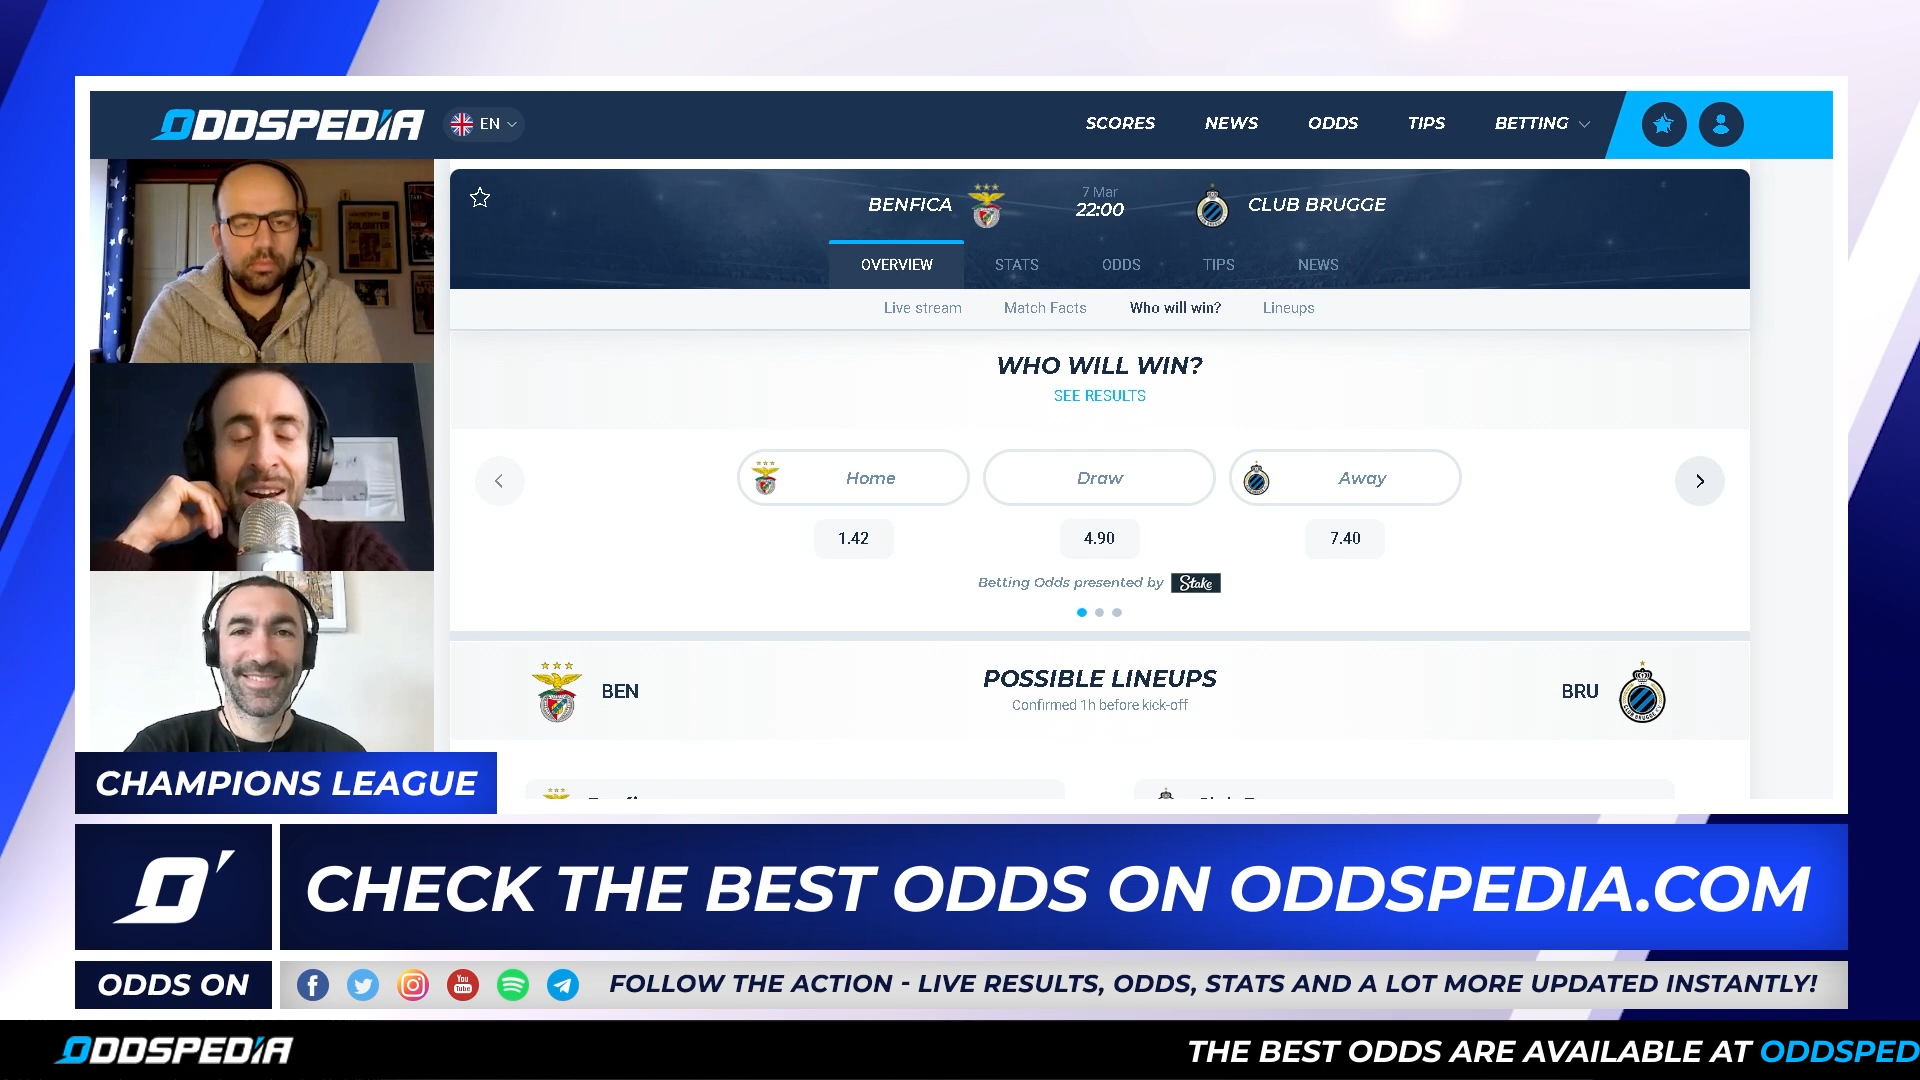 ODDSPEDIA
EN
SCORES
NEWS
ODDS
TIPS
BETTING
BENFICA
7 Mar
22:00
CLUB BRUGGE
OVERVIEW
STATS
ODDS
TIPS
NEWS
Live stream
Match Facts
Who will win?
Lineups
WHO WILL WIN?
SEE RESULTS
Home
Draw
Away
1.42
4.90
7.40
Betting Odds presented by Stake
BEN
POSSIBLE LINEUPS
BRU
Confirmed 1h before kick-off
CHAMPIONS LEAGUE
CHECK THE BEST ODDS ON ODDSPEDIA.COM
ODDS ON
You
Tube
FOLLOW THE ACTION - LIVE RESULTS, ODDS, STATS AND A LOT MORE UPDATED INSTANTLY!
ODDSPEDIA
THE BEST ODDS ARE AVAILABLE AT ODDSPED